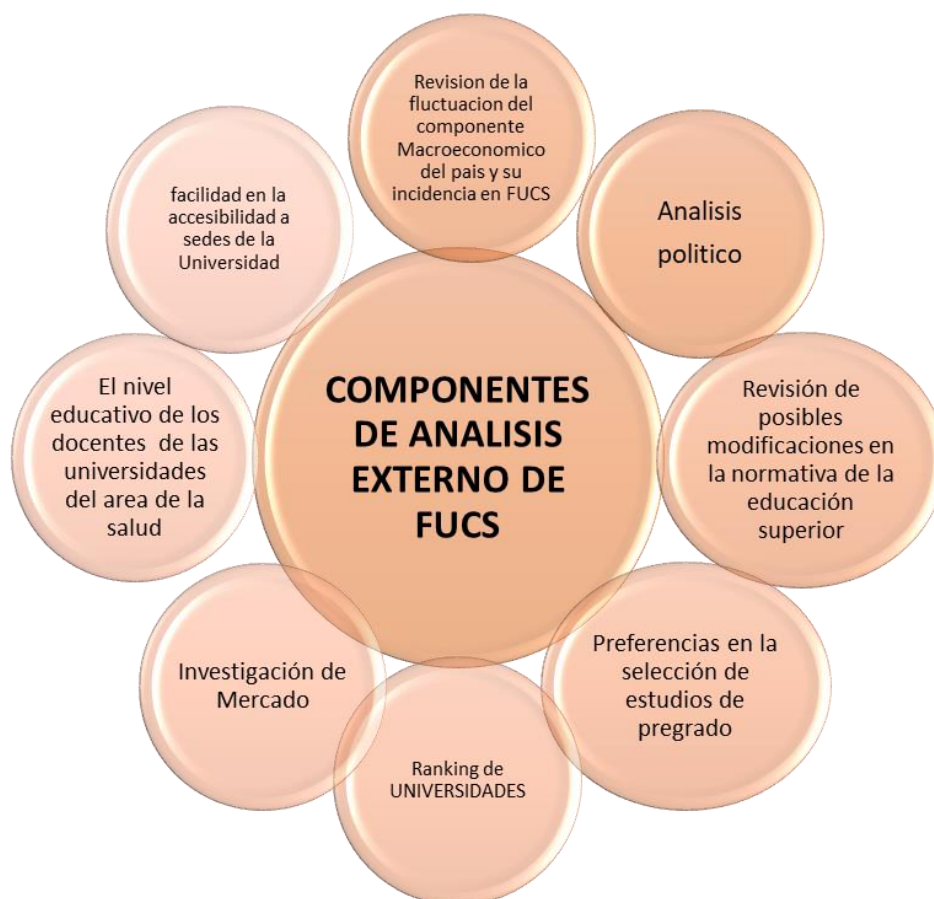 Revision de la
fluctuacion del
componente
Macroeconomico
del pais y su
incidencia en FUCS
Analisis
politico
Revisión de
posibles
modificaciones en
la normativa de la
educación
superior
Preferencias en la
selección de
estudios de
pregrado
Ranking de
UNIVERSIDADES
Investigación de
Mercado
El nivel
educativo de los
docentes de las
universidades
del area de la
salud
facilidad en la
accesibilidad a
sedes de la
Universidad
COMPONENTES
DE ANALISIS
EXTERNO DE
FUCS